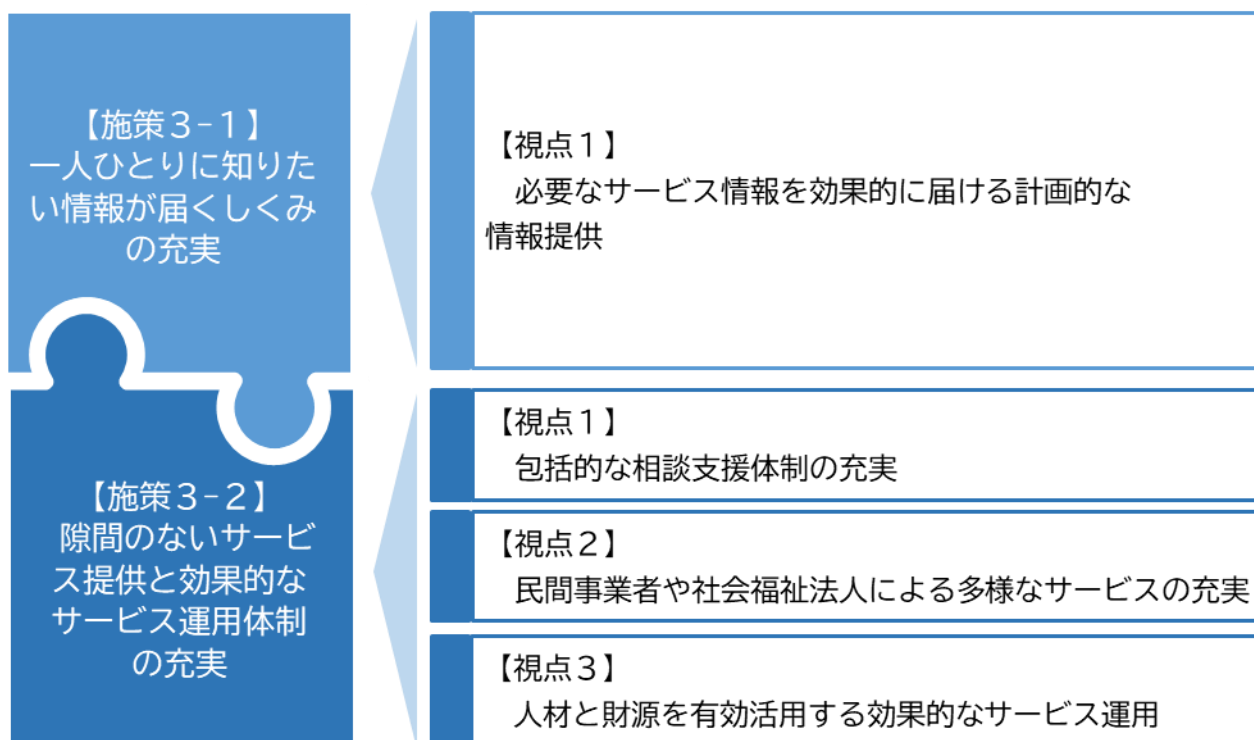 【施策3-1】
一人ひとりに知りた
い情報が届くしくみ
の充実
【視点1】
必要なサービス情報を効果的に届ける計画的な
情報提供
【施策3-2】
隙間のないサービ
ス提供と効果的な
サービス運用体制
の充実
【視点1】
包括的な相談支援体制の充実
【視点2】
民間事業者や社会福祉法人による多様なサービスの充実
【視点3】
人材と財源を有効活用する効果的なサービス運用